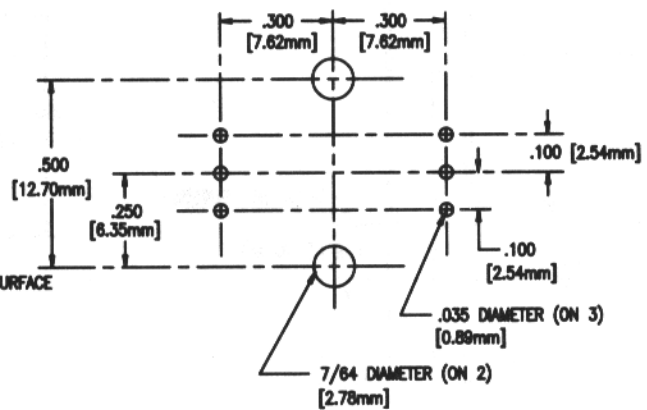 .300
[7.62mm]
.300
[7.62mm]
.500
[12.70mm]
.250
[6.35mm]
.100 [2.54mm]
.100
[2.54mm]
URFACE
.035 DIAMETER (ON 3)
[0.89mm]
7/64 DIAMETER (ON 2)
[2.78mm]